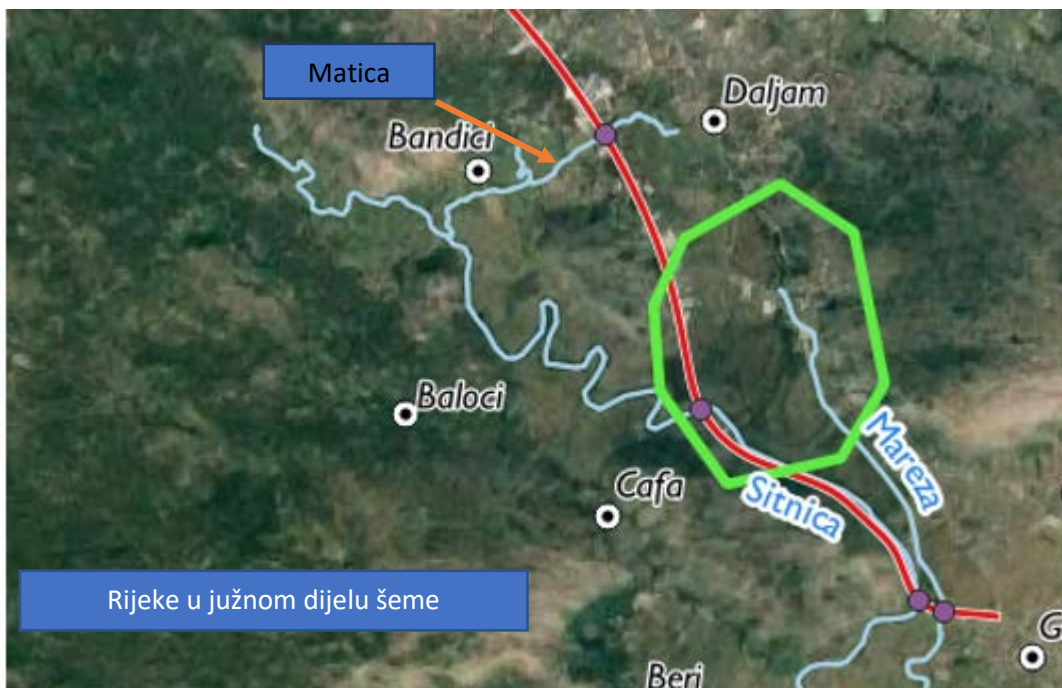 Matica
Daljam
Bandici
Baloci
Mareza
Cafa
Sitnica
Rijeke u južnom dijelu šeme
G
Beri